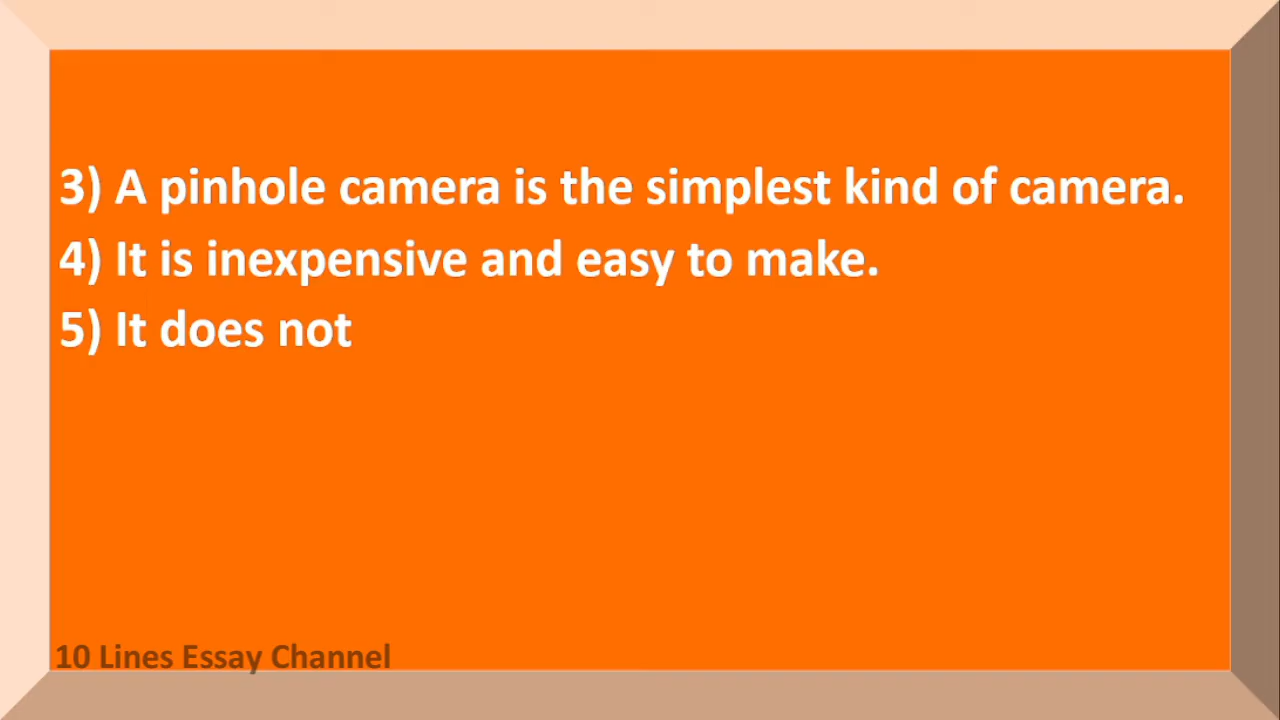 3) A pinhole camera is the simplest kind of camera.
4) It is inexpensive and easy to make.
5) It does not
10 Lines Essay Channel